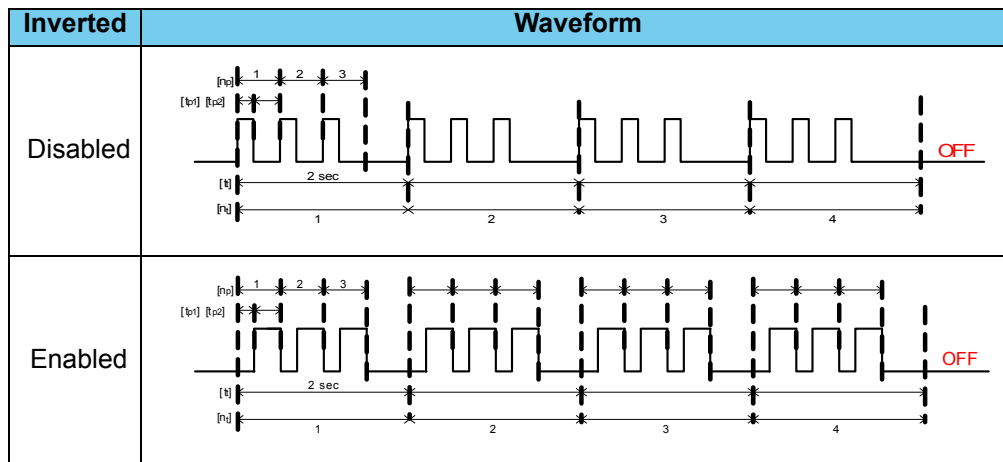 Inverted Waveform
Disabled
[np] 1 2 3
[tp1] [tp2]
OFF
[tt] 2 sec
[nt] 1 2 3 4
Enabled
[np] 1 2 3
[tp1] [tp2]
OFF
[tt] 2 sec
[nt] 1 2 3 4